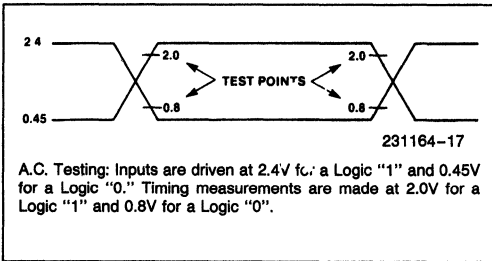 2 4
2.0
2.0
TEST POINTS
0.8
0.8
0.45
231164–17
A.C. Testing: Inputs are driven at 2.4V for a Logic “1” and 0.45V
for a Logic “0.” Timing measurements are made at 2.0V for a
Logic “1” and 0.8V for a Logic “0”.